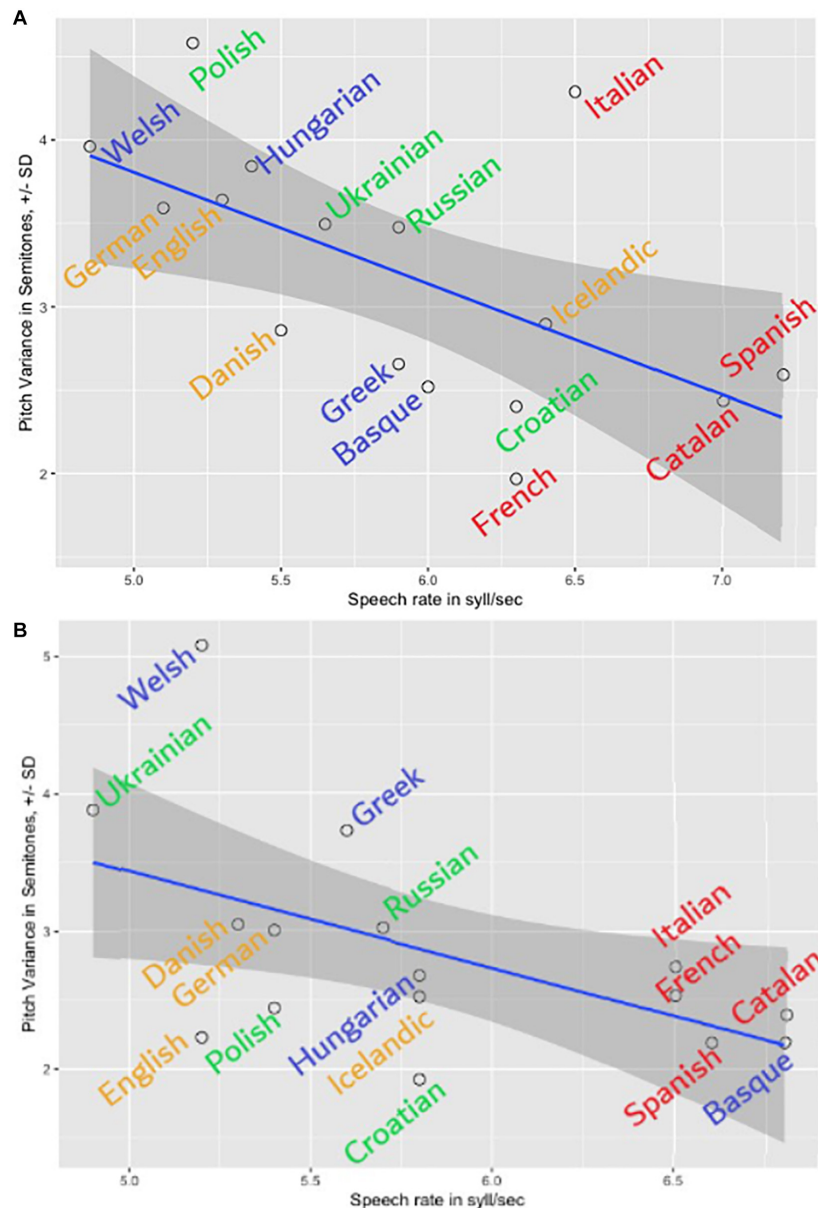 A
Polish
Italian
Welsh
Hungarian
Ukrainian
Russian
4
German
English
Icelandic
3
Danish
Spanish
Greek
Basque
Croatian
Catalan
2
French
Pitch Variance in Semitones, +/- SD
5.0 5.5 6.0 6.5 7.0
Speech rate in syll/sec
B
5
Welsh
Ukrainian
4
Greek
Russian
3
Danish
German
Italian
French
Catalan
Hungarian
Icelandic
English
Polish
2
Spanish
Basque
Croatian
Pitch Variance in Semitones, +/- SD
5.0 5.5 6.0 6.5
Speech rate in syll/sec